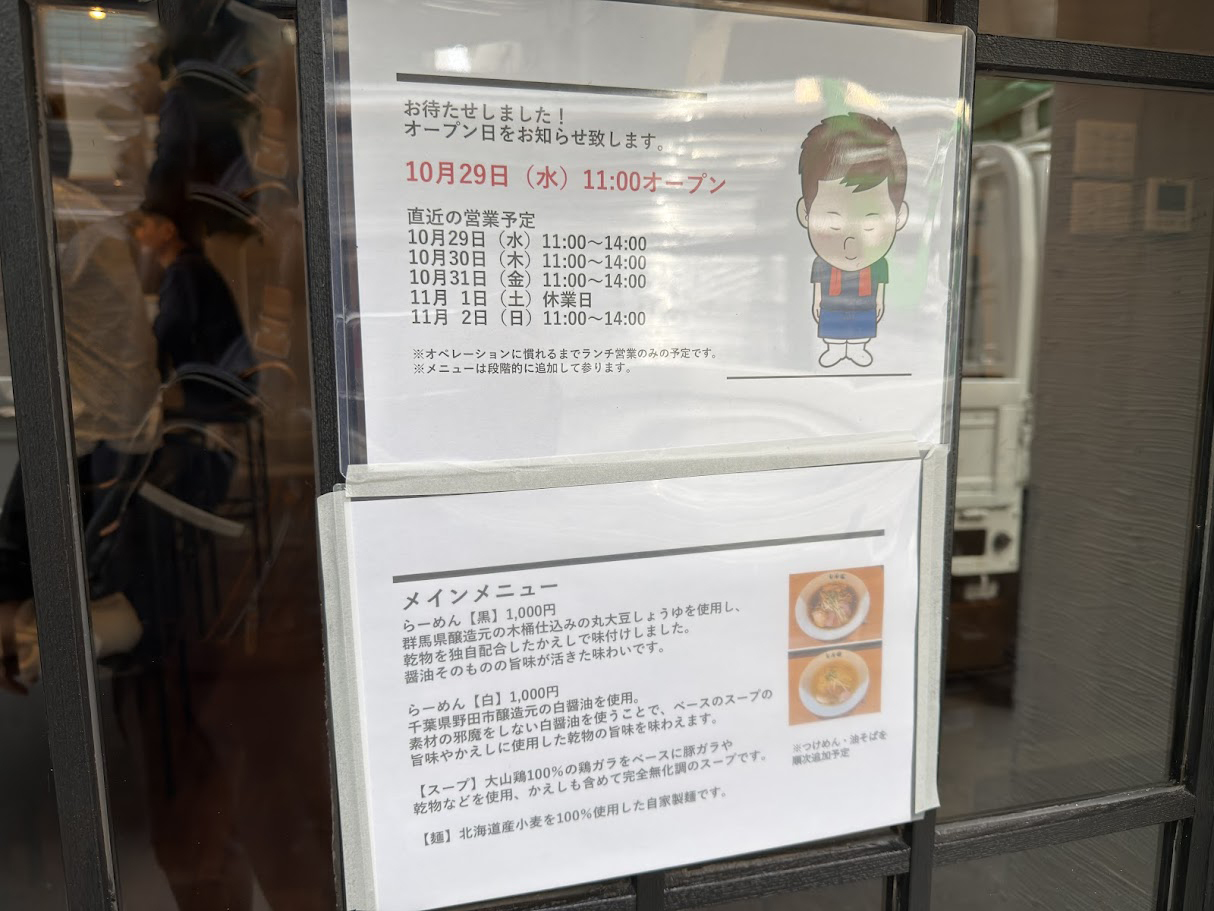 お待たせしました！
オープン日をお知らせ致します。
10月29日（水）11:00オープン
直近の営業予定
10月29日（水）11:00～14:00
10月30日（木）11:00～14:00
10月31日（金）11:00～14:00
11月 1日（土）休業日
11月 2日（日）11:00～14:00
※オペレーションに慣れるまでランチ営業のみの予定です。
※メニューは段階的に追加して参ります。
メインメニュー
らーめん【黒】1,000円
群馬県醸造元の木桶仕込みの丸大豆しょうゆを使用し、
乾物を独自配合したかえしで味付けしました。
醤油そのものの旨味が活きた味わいです。
らーめん【白】1,000円
千葉県野田市醸造元の白醤油を使用。
素材の邪魔をしない白醤油を使うことで、ベースのスープの
旨味やかえしに使用した乾物の旨味を味わえます。
【スープ】大山鶏100%の鶏ガラをベースに豚ガラや
乾物などを使用、かえしも含めて完全無化調のスープです。
【麺】北海道産小麦を100%使用した自家製麺です。
※つけめん・油そばを
順次追加予定